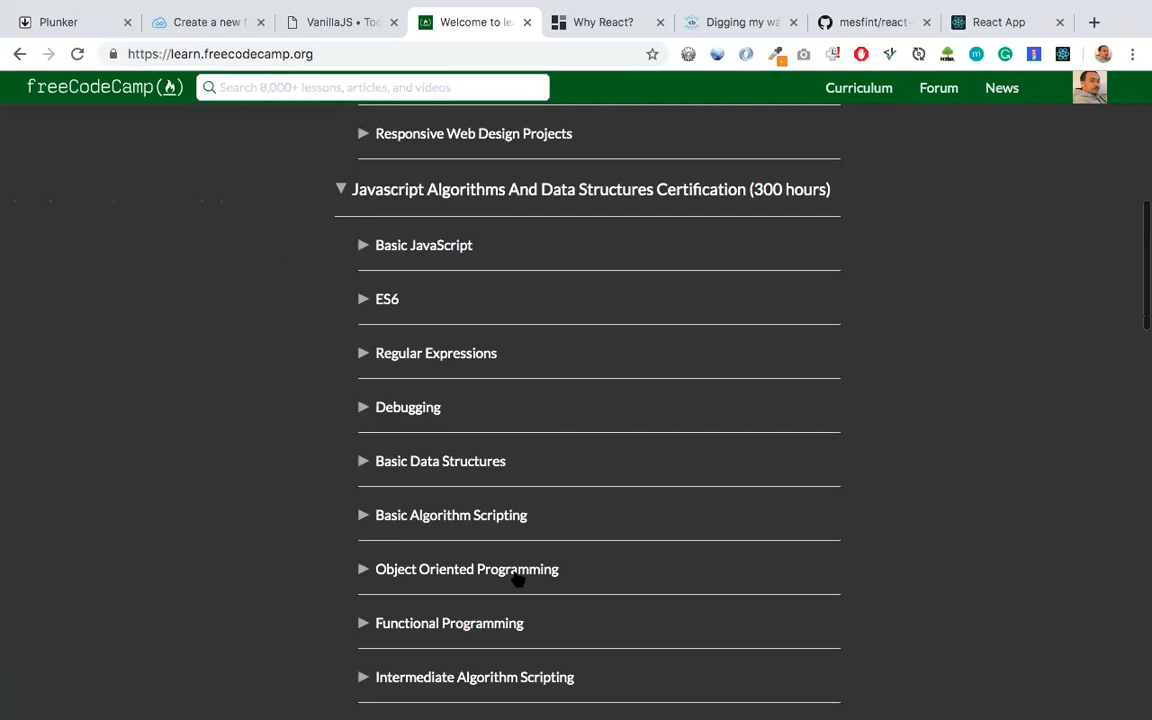 Plunker
Create a new f
VanillaJS • Too
Welcome to le
Why React?
Digging my wa
mesfint/react-
React App
https://learn.freecodecamp.org
freeCodeCamp
Search 8,000+ lessons, articles, and videos
Curriculum
Forum
News
Responsive Web Design Projects
Javascript Algorithms And Data Structures Certification (300 hours)
Basic JavaScript
ES6
Regular Expressions
Debugging
Basic Data Structures
Basic Algorithm Scripting
Object Oriented Programming
Functional Programming
Intermediate Algorithm Scripting